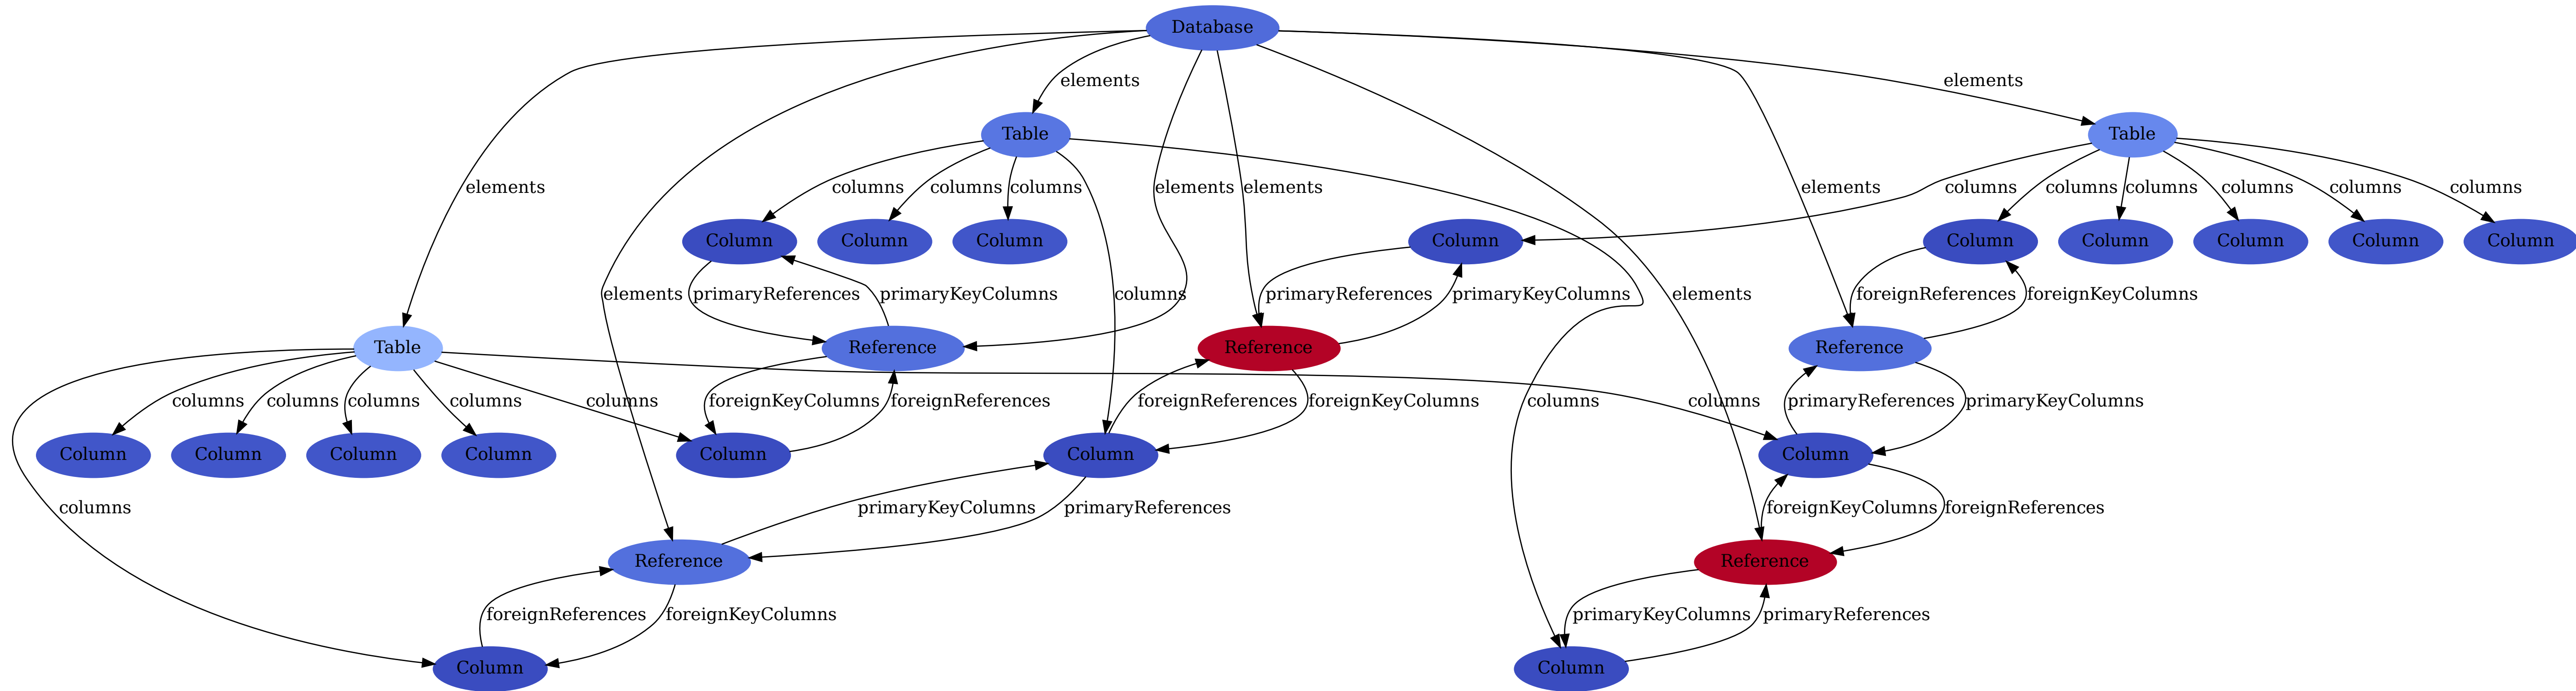 Database
elements
elements
Table
Table
elements
columns
columns
columns
elements
elements
elements
columns
columns
columns
columns
columns
columns
Column
Column
Column
Column
Column
Column
Column
Column
Column
elements
primaryReferences
primaryKeyColumns
columns
primaryReferences
primaryKeyColumns
elements
foreignReferences
foreignKeyColumns
Table
Reference
Reference
Reference
columns
columns
columns
columns
columns
foreignKeyColumns
foreignReferences
foreignReferences
foreignKeyColumns
columns
columns
primaryReferences
primaryKeyColumns
Column
Column
Column
Column
Column
Column
Column
columns
primaryKeyColumns
primaryReferences
foreignKeyColumns
foreignReferences
Reference
Reference
foreignReferences
foreignKeyColumns
primaryKeyColumns
primaryReferences
Column
Column